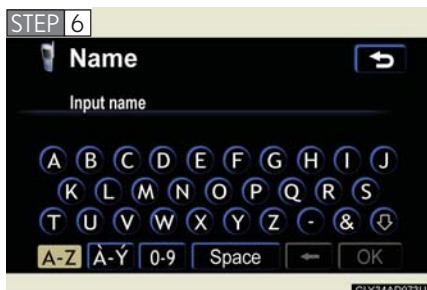 STEP 6
Name
Input name
A B C D E F G H I J
K L M N O P Q R S
T U V W X Y Z - &
A-Z À-Ý 0-9 Space ← OK